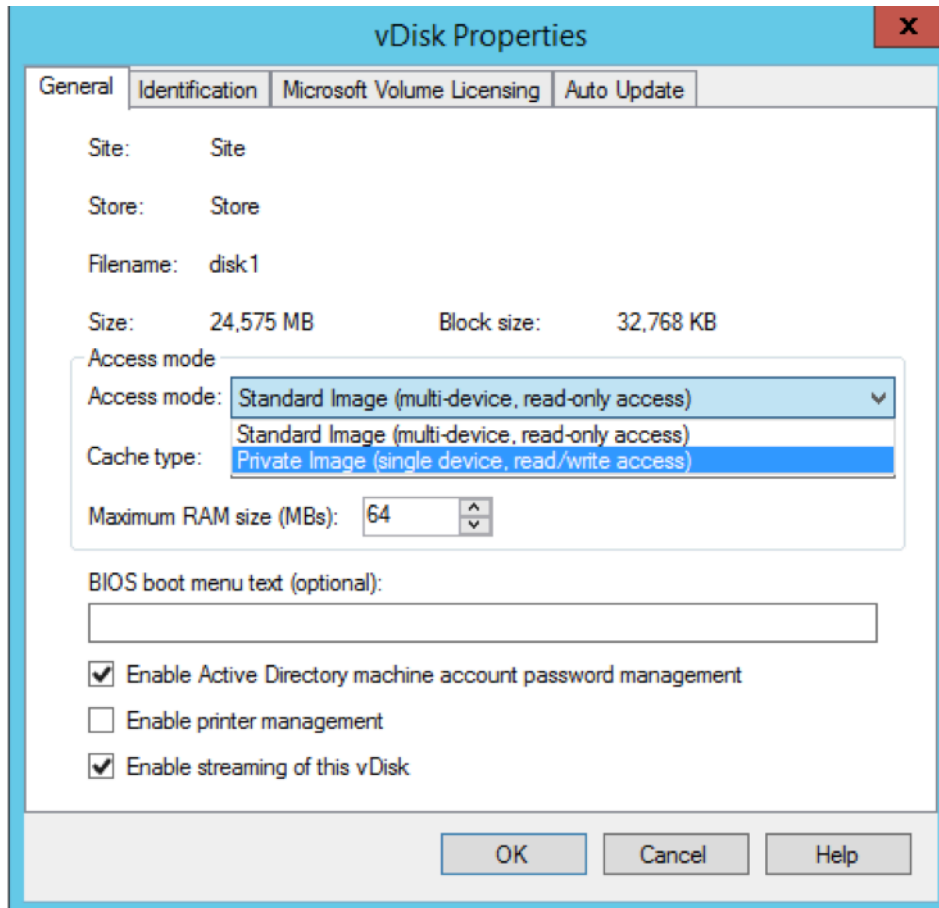 vDisk Properties
x
General Identification Microsoft Volume Licensing Auto Update
Site: Site
Store: Store
Filename: disk1
Size: 24,575 MB Block size: 32,768 KB
Access mode
Access mode: Standard Image (multi-device, read-only access)
Standard Image (multi-device, read-only access)
Cache type: Private Image (single device, read/write access)
Maximum RAM size (MBs): 64
BIOS boot menu text (optional):
Enable Active Directory machine account password management
Enable printer management
Enable streaming of this vDisk
OK Cancel Help